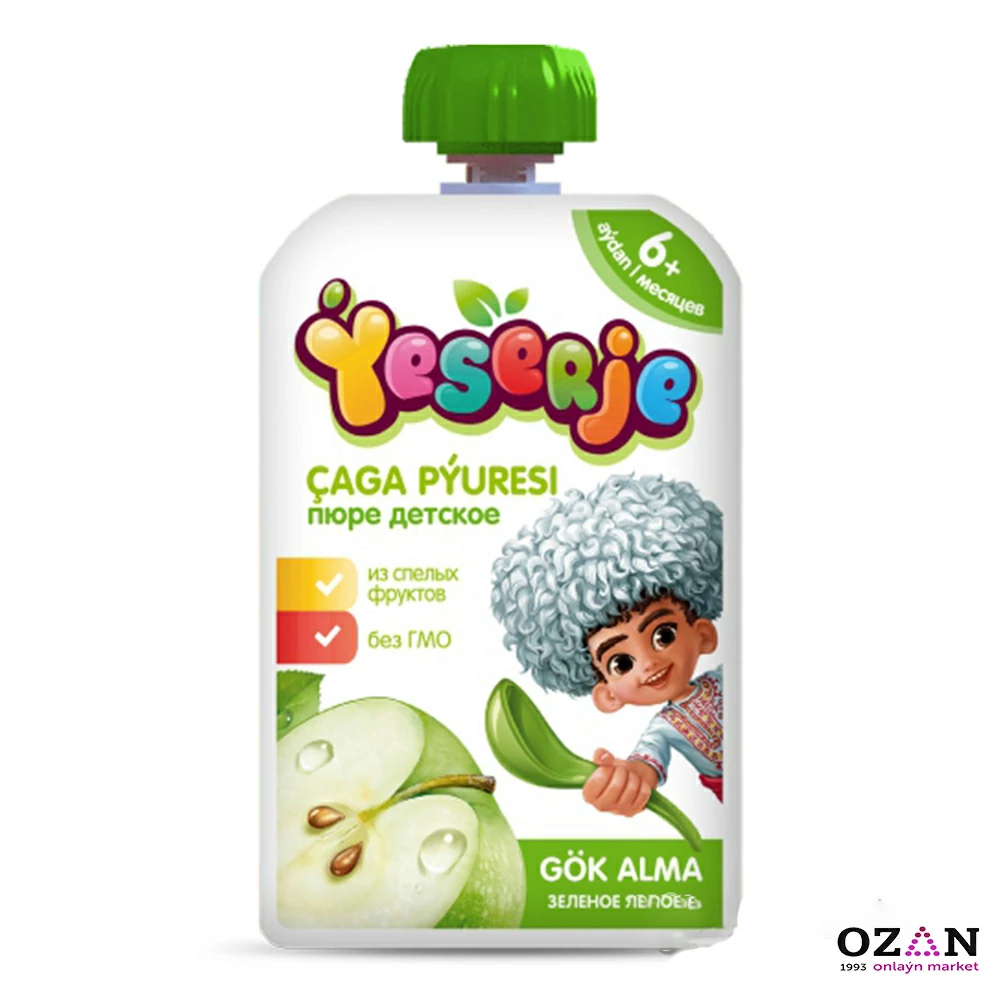 6+
aýdan / месяцев
Yeserje
ÇAGA PÝURESI
пюре детское
из спелых
фруктов
без ГМО
GÖK ALMA
ЗЕЛЕНОЕ
OZAN
1993 onlaýn market